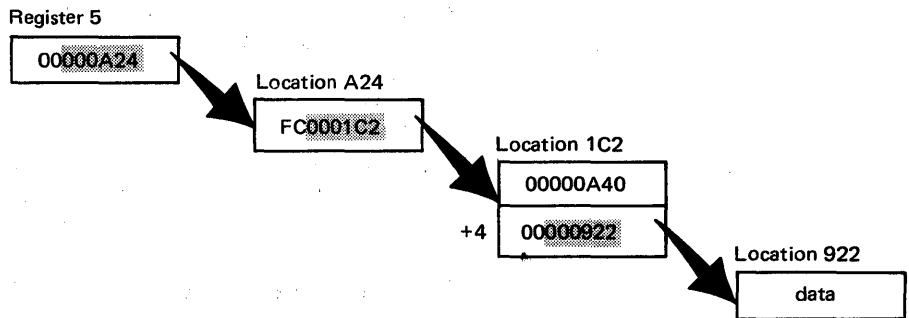 Register 5
00000A24
Location A24
FC0001C2
Location 1C2
00000A40
+4 00000922
Location 922
data